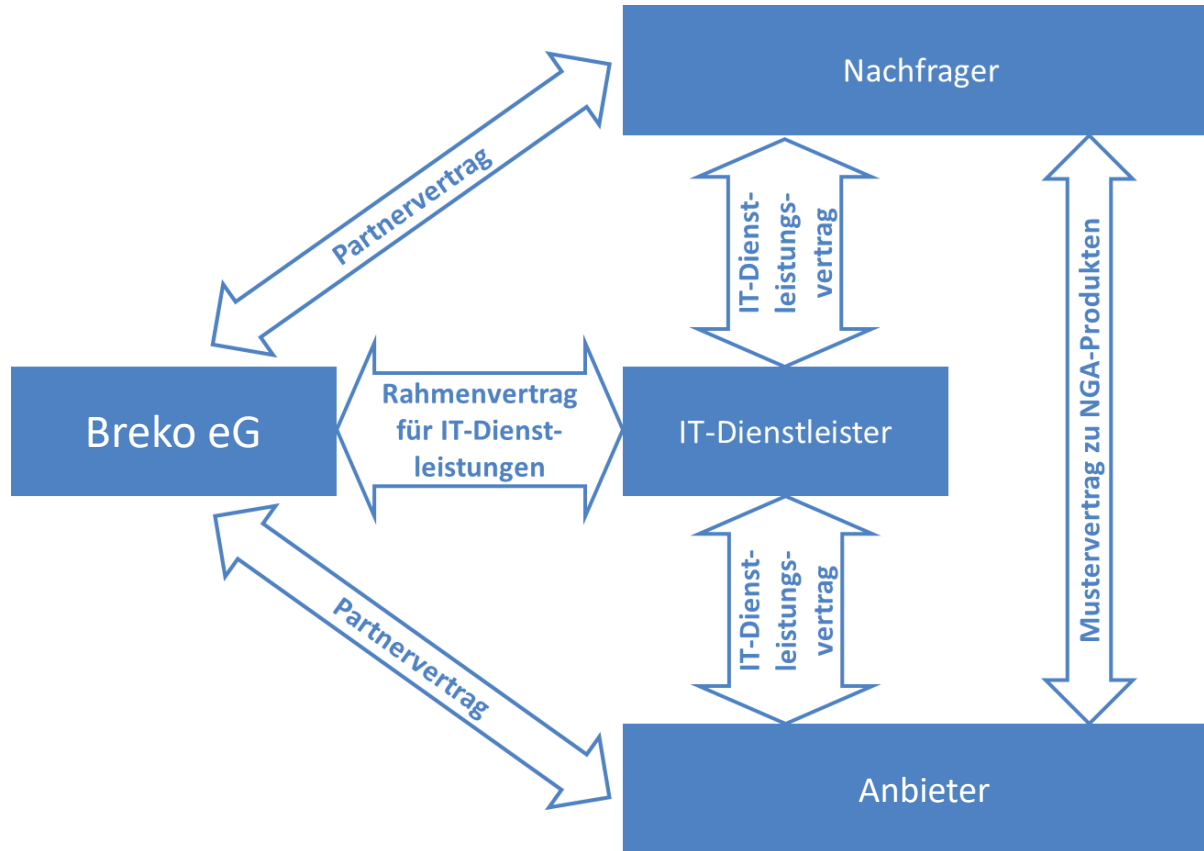 Nachfrager
Partnervertrag
IT-Dienst-
leistungs-
vertrag
Mustervertrag zu NGA-Produkten
Breko eG
Rahmenvertrag
für IT-Dienst-
leistungen
IT-Dienstleister
Partnervertrag
IT-Dienst-
leistungs-
vertrag
Anbieter